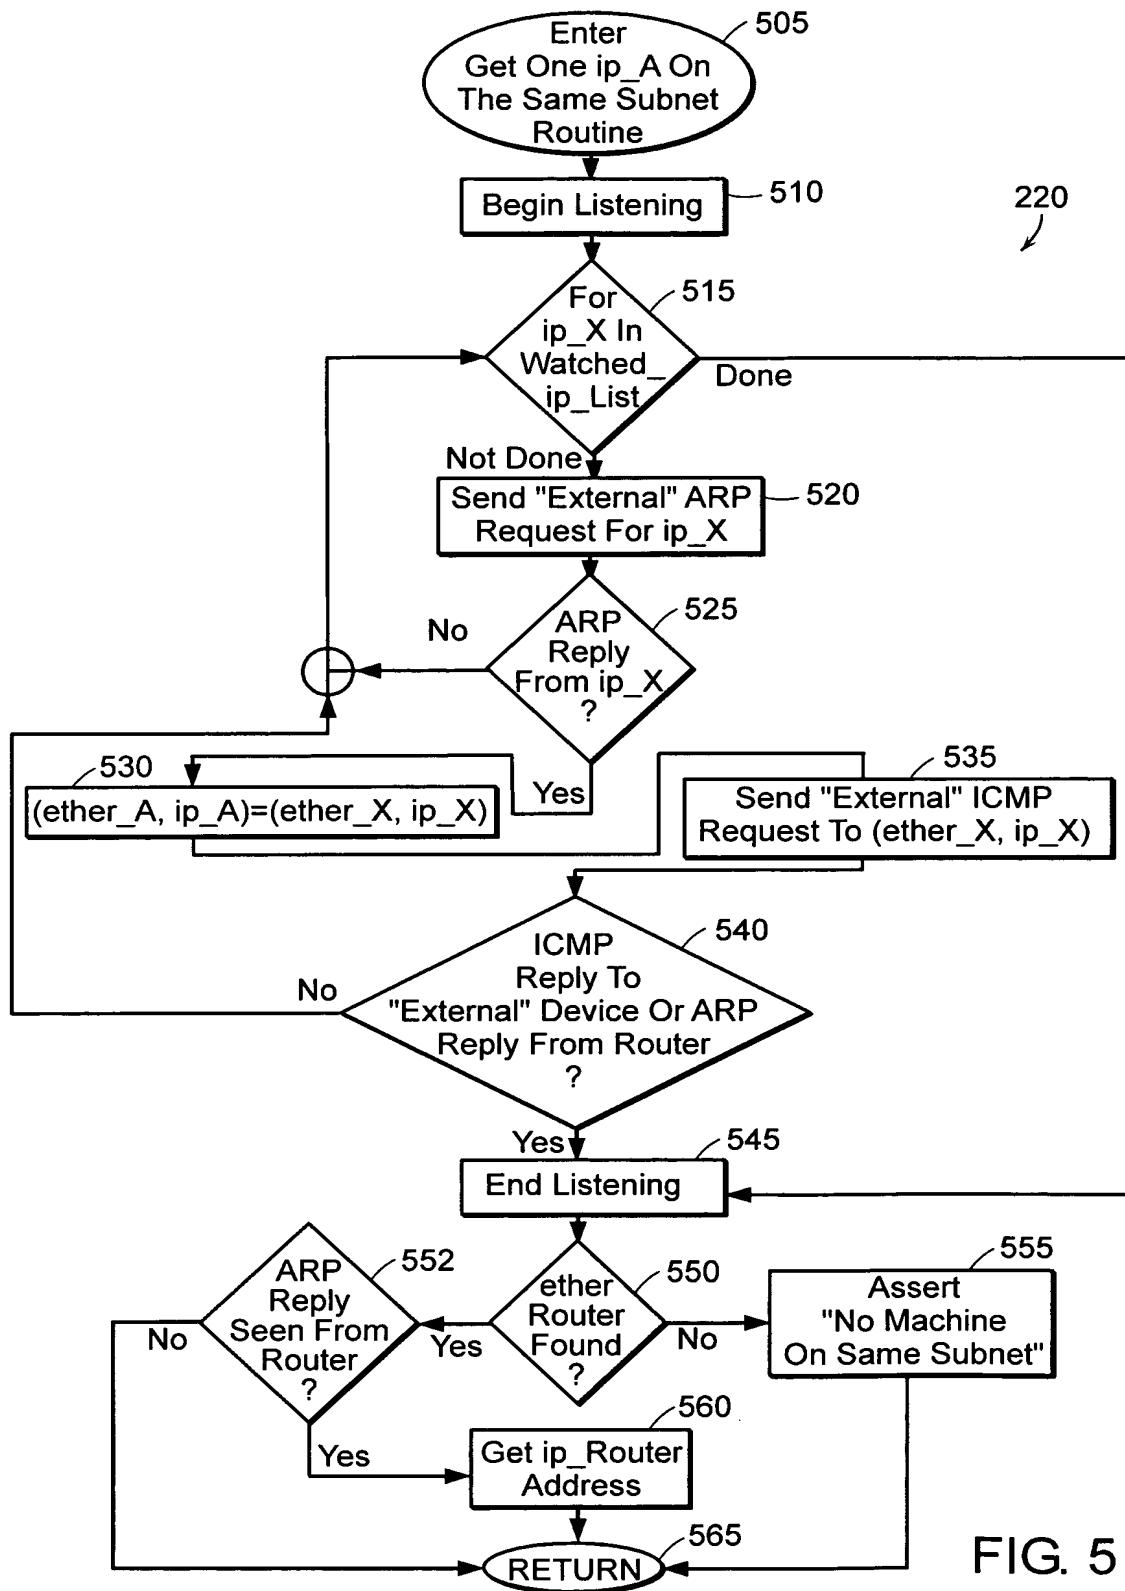 505
Enter
Get One ip_A On
The Same Subnet
Routine
510
Begin Listening
220
515
For
ip_X In
Watched_
ip_List
Done
Not Done
Send "External" ARP
Request For ip_X
520
525
ARP
Reply
From ip_X
?
No
Yes
530
(ether_A, ip_A)=(ether_X, ip_X)
535
Send "External" ICMP
Request To (ether_X, ip_X)
540
ICMP
Reply To
"External" Device Or ARP
Reply From Router
?
No
Yes
545
End Listening
552
ARP
Reply
Seen From
Router
?
No
Yes
550
ether
Router
Found
?
Yes
No
555
Assert
"No Machine
On Same Subnet"
560
Get ip_Router
Address
565
RETURN
FIG. 5